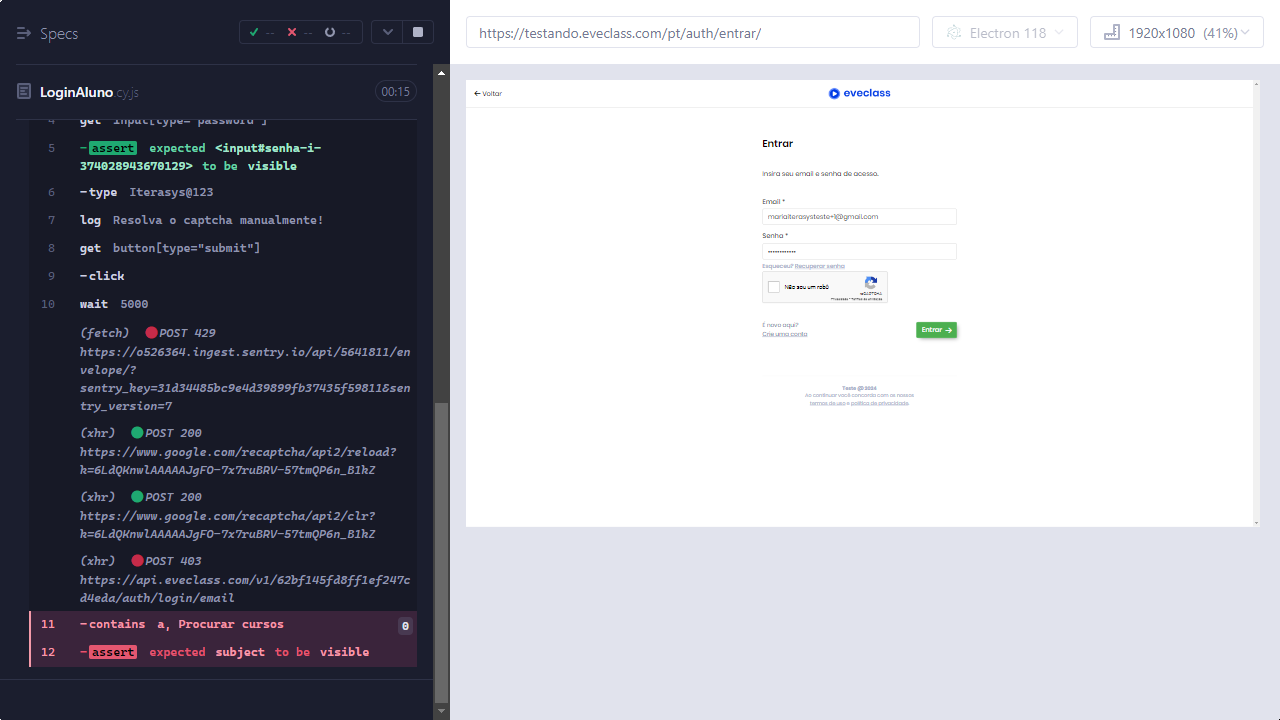 Specs
--
--
--
LoginAluno cy.js
00:15
4 get input[type="password"]
5 -assert expected <input#senha-i-
374028943670129> to be visible
6 -type Iterasys@123
7 log Resolva o captcha manualmente!
8 get button[type="submit"]
9 -click
10 wait 5000
(fetch) POST 429
https://o526364.ingest.sentry.io/api/5641811/en
velope/?
sentry_key=31d34485bc9e4d39899fb37435f59811&sen
try_version=7
(xhr) POST 200
https://www.google.com/recaptcha/api2/reload?
k=6LdQKnwlAAAAAJgFO-7x7ruBRV-57tmQP6n_B1kZ
(xhr) POST 200
https://www.google.com/recaptcha/api2/clr?
k=6LdQKnwlAAAAAJgFO-7x7ruBRV-57tmQP6n_B1kZ
(xhr) POST 403
https://api.eveclass.com/v1/62bf145fd8ff1ef247c
d4eda/auth/login/email
11 -contains a, Procurar cursos 0
12 -assert expected subject to be visible
https://testando.eveclass.com/pt/auth/entrar/
Electron 118
1920x1080 (41%)
Voltar
eveclass
Entrar
Insira seu email e senha de acesso.
Email *
mariaiterasysteste+1@gmail.com
Senha *
Esqueceu? Recuperar senha
Não sou um robô
reCAPTCHA
É novo aqui?
Crie uma conta
Entrar
Teste @ 2024
Ao continuar você concorda com os nossos
termos de uso e política de privacidade